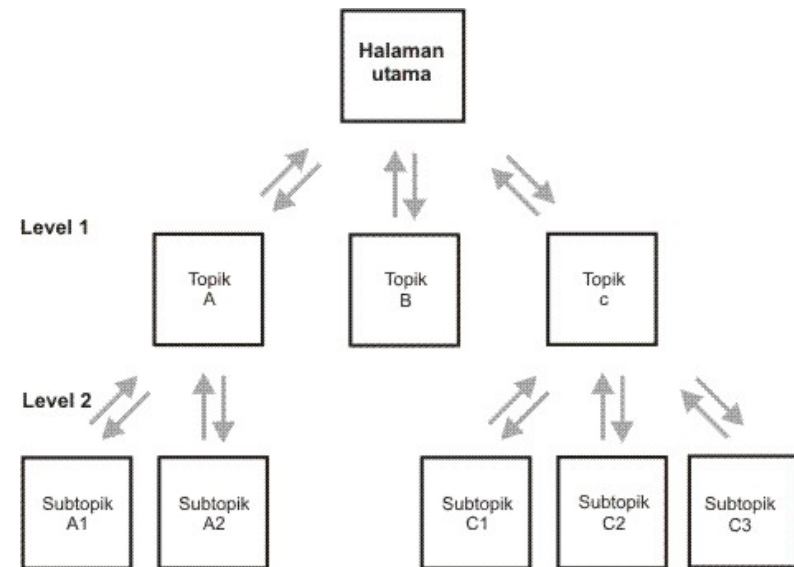 Halaman
utama
Level 1
Topik
A
Topik
B
Topik
c
Level 2
Subtopik
A1
Subtopik
A2
Subtopik
C1
Subtopik
C2
Subtopik
C3